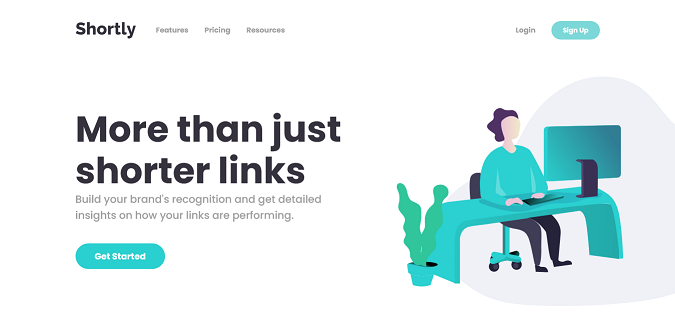 Shortly
Features
Pricing
Resources
Login
Sign Up
More than just
shorter links
Build your brand's recognition and get detailed
insights on how your links are performing.
Get Started